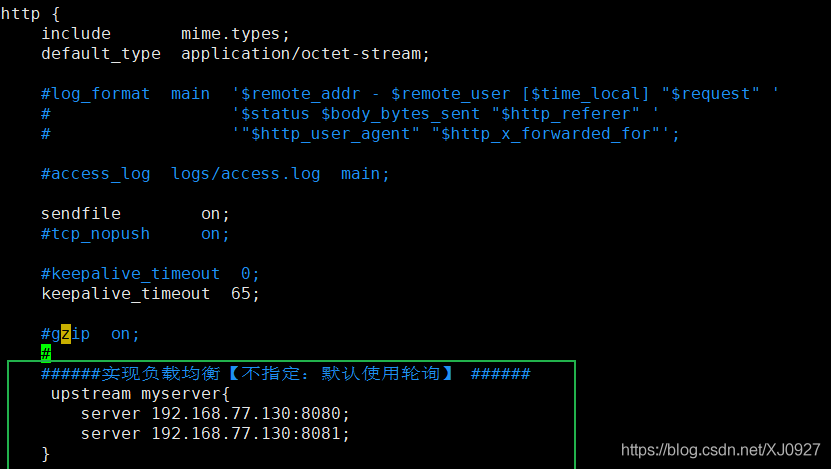 http {
    include       mime.types;
    default_type  application/octet-stream;
    #log_format  main  '$remote_addr - $remote_user [$time_local] "$request" '
    #                  '$status $body_bytes_sent "$http_referer" '
    #                  '"$http_user_agent" "$http_x_forwarded_for"';
    #access_log  logs/access.log  main;
    sendfile        on;
    #tcp_nopush     on;
    #keepalive_timeout  0;
    keepalive_timeout  65;
    #gzip  on;
    #
    ######实现负载均衡【不指定：默认使用轮询】 ######
     upstream myserver{
        server 192.168.77.130:8080;
        server 192.168.77.130:8081;
    }
https://blog.csdn.net/XJ0927